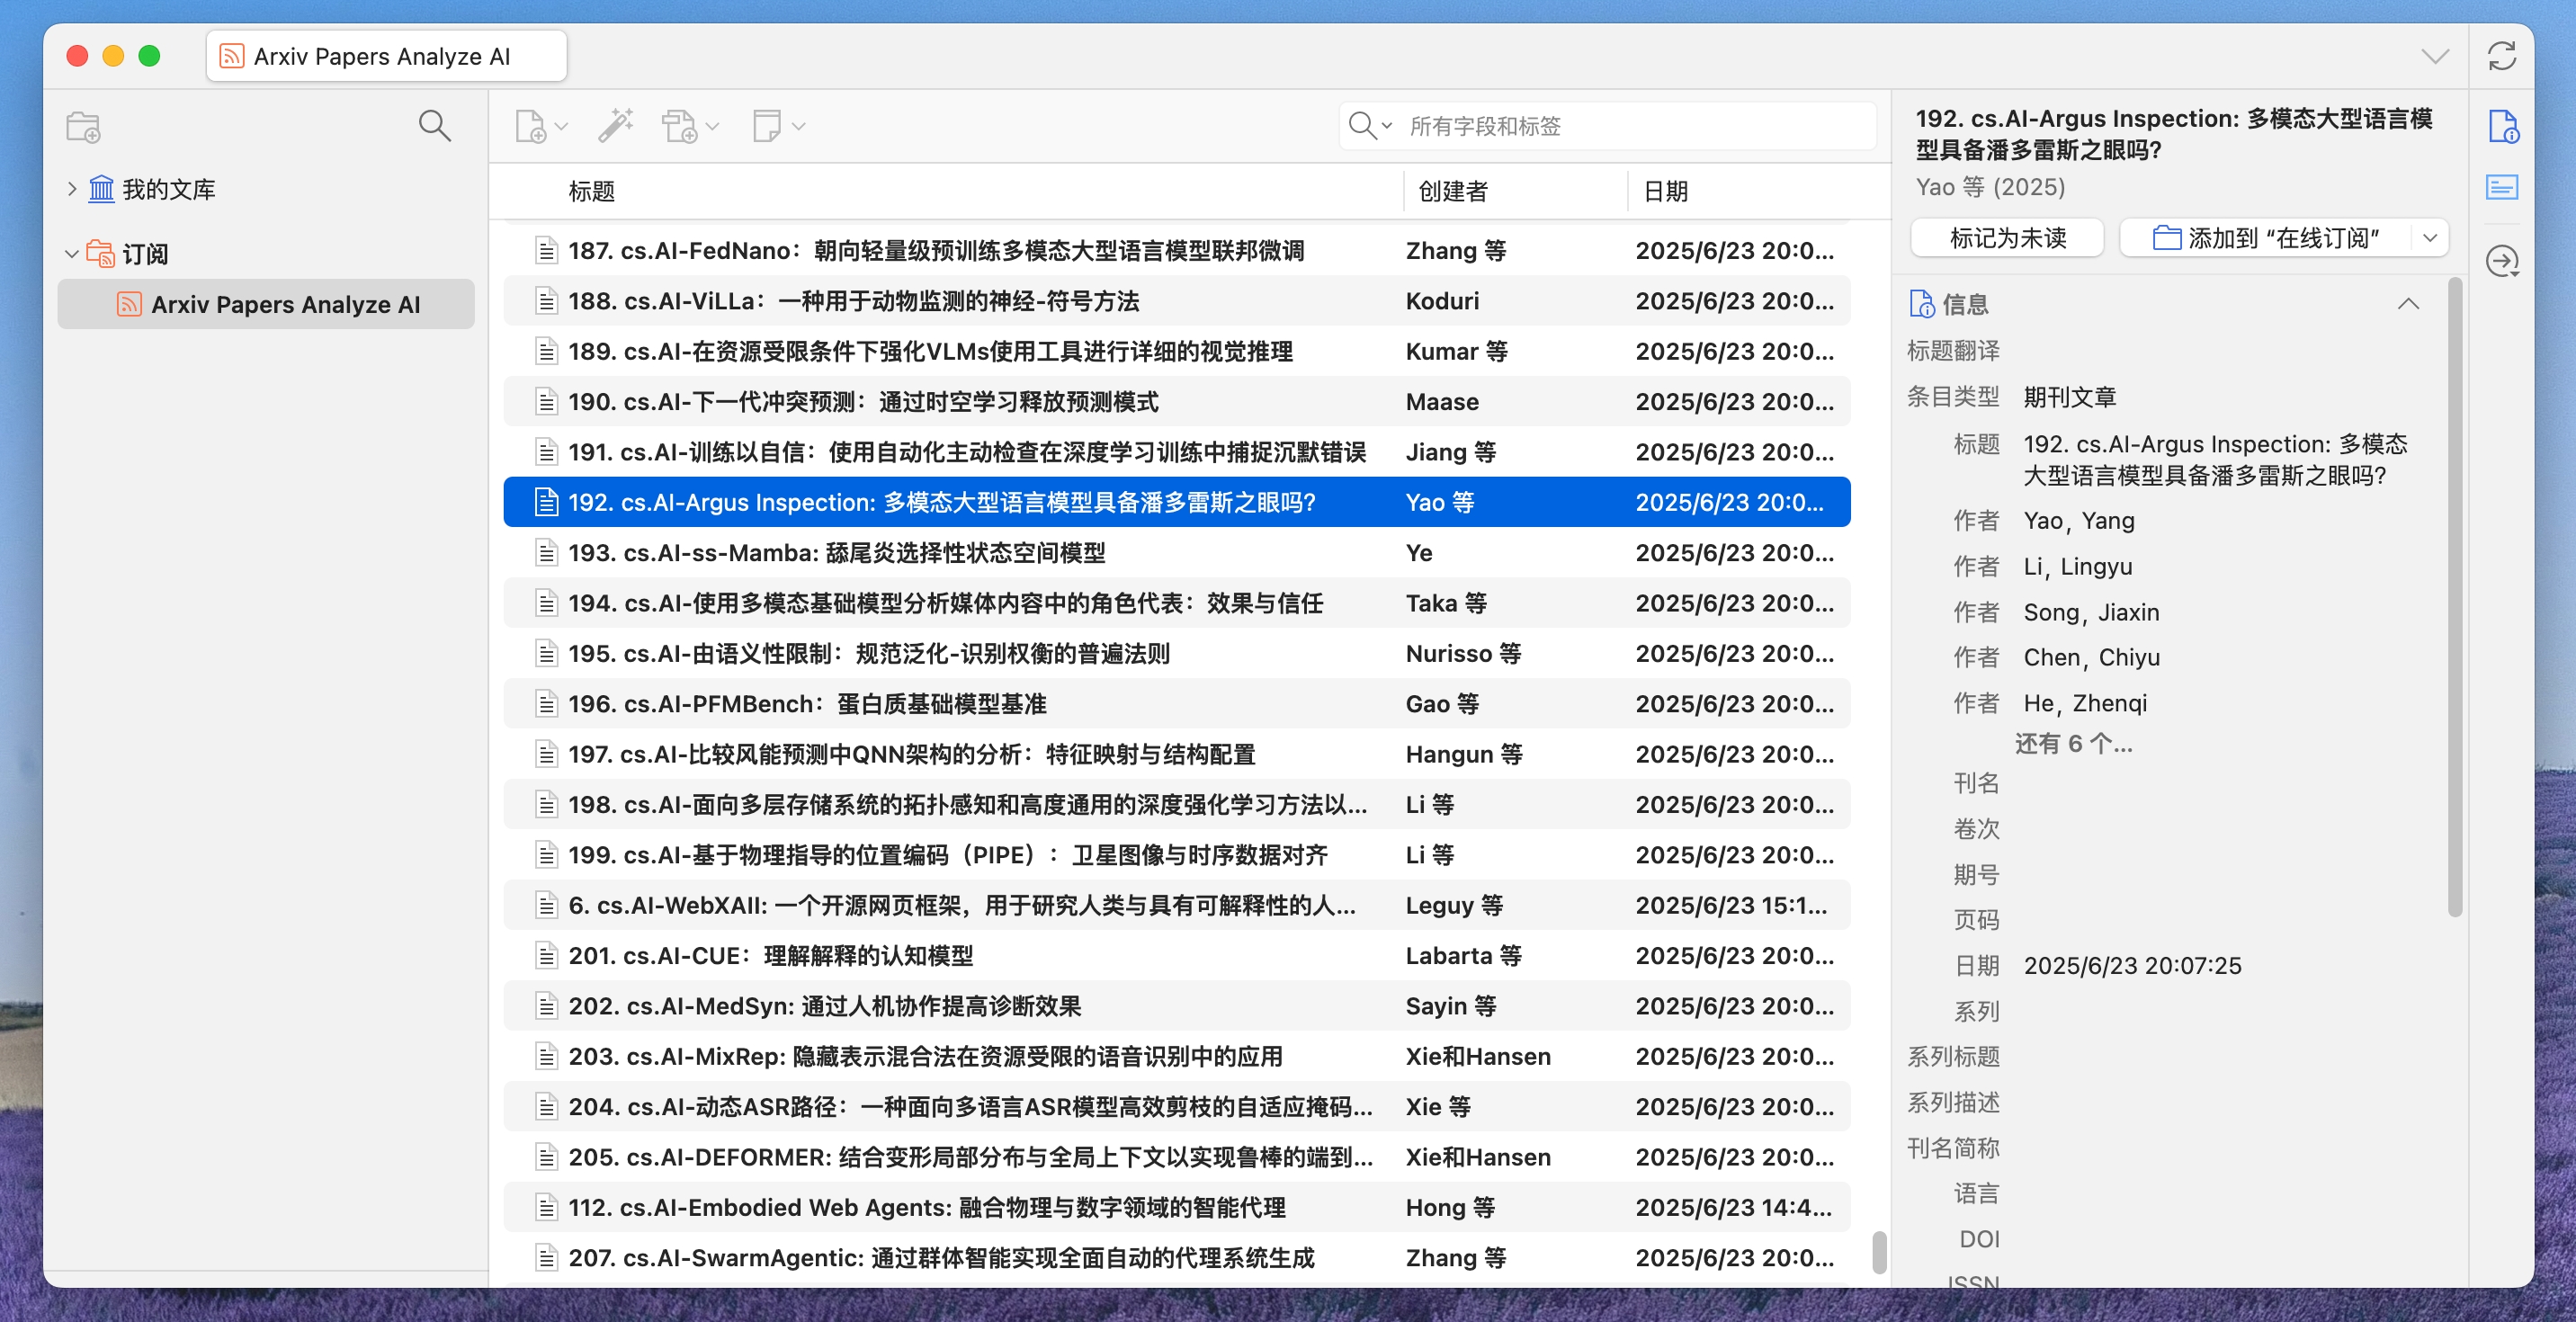 Arxiv Papers Analyze AI
我的文库
订阅
Arxiv Papers Analyze AI
所有字段和标签
标题 创建者 日期
187. cs.AI-FedNano：朝向轻量级预训练多模态大型语言模型联邦微调 Zhang 等 2025/6/23 20:0...
188. cs.AI-ViLLa：一种用于动物监测的神经-符号方法 Koduri 2025/6/23 20:0...
189. cs.AI-在资源受限条件下强化VLMs使用工具进行详细的视觉推理 Kumar 等 2025/6/23 20:0...
190. cs.AI-下一代冲突预测：通过时空学习释放预测模式 Maase 2025/6/23 20:0...
191. cs.AI-训练以自信：使用自动化主动检查在深度学习训练中捕捉沉默错误 Jiang 等 2025/6/23 20:0...
192. cs.AI-Argus Inspection: 多模态大型语言模型具备潘多雷斯之眼吗? Yao 等 2025/6/23 20:0...
193. cs.AI-ss-Mamba: 舔尾炎选择性状态空间模型 Ye 2025/6/23 20:0...
194. cs.AI-使用多模态基础模型分析媒体内容中的角色代表：效果与信任 Taka 等 2025/6/23 20:0...
195. cs.AI-由语义性限制：规范泛化-识别权衡的普遍法则 Nurisso 等 2025/6/23 20:0...
196. cs.AI-PFMBench：蛋白质基础模型基准 Gao 等 2025/6/23 20:0...
197. cs.AI-比较风能预测中QNN架构的分析：特征映射与结构配置 Hangun 等 2025/6/23 20:0...
198. cs.AI-面向多层存储系统的拓扑感知和高度通用的深度强化学习方法以... Li 等 2025/6/23 20:0...
199. cs.AI-基于物理指导的位置编码（PIPE）：卫星图像与时序数据对齐 Li 等 2025/6/23 20:0...
6. cs.AI-WebXAII: 一个开源网页框架，用于研究人类与具有可解释性的人... Leguy 等 2025/6/23 15:1...
201. cs.AI-CUE：理解解释的认知模型 Labarta 等 2025/6/23 20:0...
202. cs.AI-MedSyn: 通过人机协作提高诊断效果 Sayin 等 2025/6/23 20:0...
203. cs.AI-MixRep: 隐藏表示混合法在资源受限的语音识别中的应用 Xie和Hansen 2025/6/23 20:0...
204. cs.AI-动态ASR路径：一种面向多语言ASR模型高效剪枝的自适应掩码... Xie 等 2025/6/23 20:0...
205. cs.AI-DEFORMER: 结合变形局部分布与全局上下文以实现鲁棒的端到... Xie和Hansen 2025/6/23 20:0...
112. cs.AI-Embodied Web Agents: 融合物理与数字领域的智能代理 Hong 等 2025/6/23 14:4...
207. cs.AI-SwarmAgentic: 通过群体智能实现全面自动的代理系统生成 Zhang 等 2025/6/23 20:0...
192. cs.AI-Argus Inspection: 多模态大型语言模
型具备潘多雷斯之眼吗?
Yao 等 (2025)
标记为未读 添加到 “在线订阅”
信息
标题翻译
条目类型 期刊文章
标题 192. cs.AI-Argus Inspection: 多模态
大型语言模型具备潘多雷斯之眼吗?
作者 Yao, Yang
作者 Li, Lingyu
作者 Song, Jiaxin
作者 Chen, Chiyu
作者 He, Zhenqi
还有 6 个...
刊名
卷次
期号
页码
日期 2025/6/23 20:07:25
系列
系列标题
系列描述
刊名简称
语言
DOI
ISSN